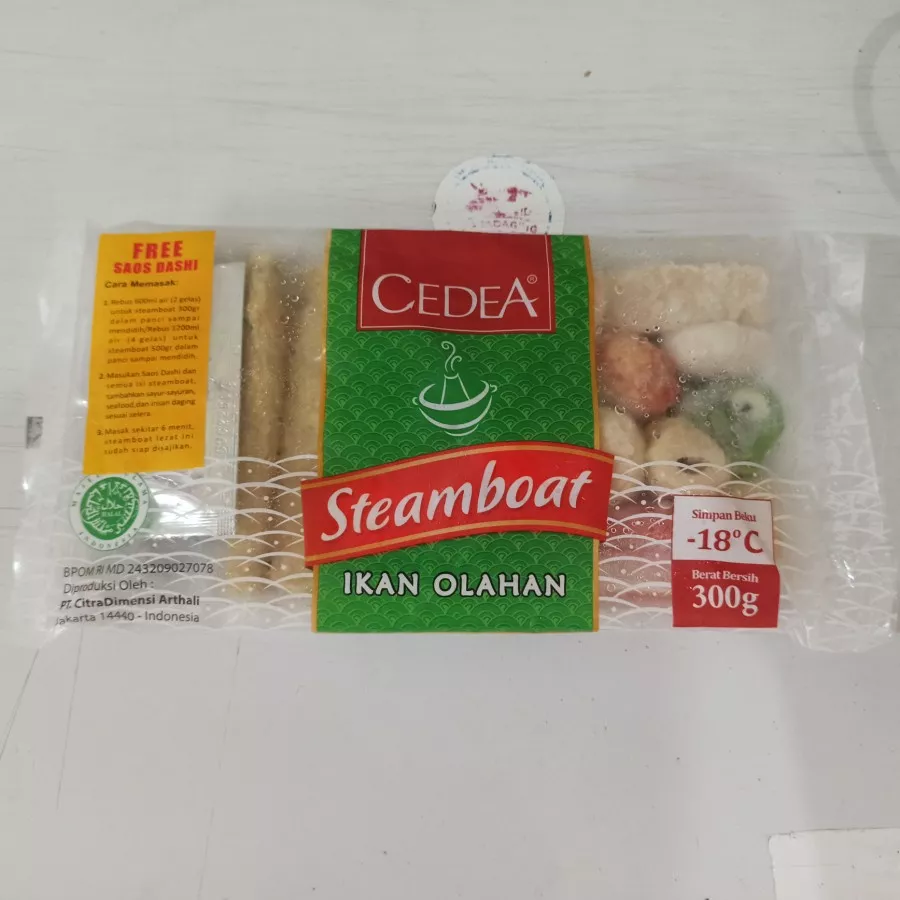 FREE
SAOS DASHI
Cara Memasak:
1. Rebus 600ml air (2 gelas)
untuk steamboat 300gr
dalam panci sampai
mendidih/Rebus 1200ml
air (4 gelas) untuk
steamboat 500gr dalam
panci sampai mendidih.
2. Masukan Saos Dashi dan
semua isi steamboat,
tambahkan sayur-sayuran,
seafood, dan irisan daging
sesuai selera.
3. Masak sekitar 6 menit,
steamboat lezat ini
sudah siap disajikan.
HALAL
BPOM RI MD 243209027078
Diproduksi Oleh :
PT. CitraDimensi Arthali
Jakarta 14440 - Indonesia
CEDEA®
Steamboat
IKAN OLAHAN
Simpan Beku
-18°C
Berat Bersih
300g